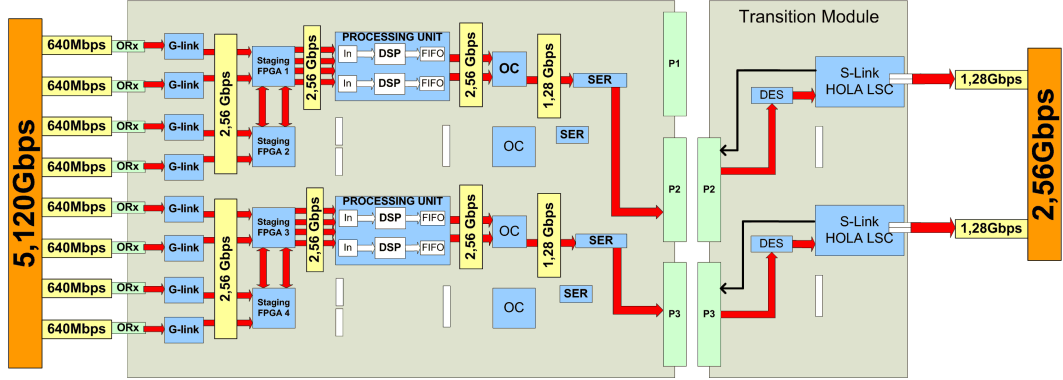 5,120Gbps
640Mbps
ORx
G-link
640Mbps
ORx
G-link
640Mbps
ORx
G-link
640Mbps
ORx
G-link
640Mbps
ORx
G-link
640Mbps
ORx
G-link
640Mbps
ORx
G-link
640Mbps
ORx
G-link
2,56 Gbps
Staging
FPGA 1
Staging
FPGA 2
2,56 Gbps
PROCESSING UNIT
In
DSP
FIFO
In
DSP
FIFO
2,56 Gbps
OC
1,28 Gbps
SER
OC
SER
2,56 Gbps
Staging
FPGA 3
Staging
FPGA 4
2,56 Gbps
PROCESSING UNIT
In
DSP
FIFO
In
DSP
FIFO
2,56 Gbps
OC
1,28 Gbps
SER
OC
SER
P1
P2
P3
Transition Module
P2
P3
DES
S-Link
HOLA LSC
1,28Gbps
DES
S-Link
HOLA LSC
1,28Gbps
2,56Gbps